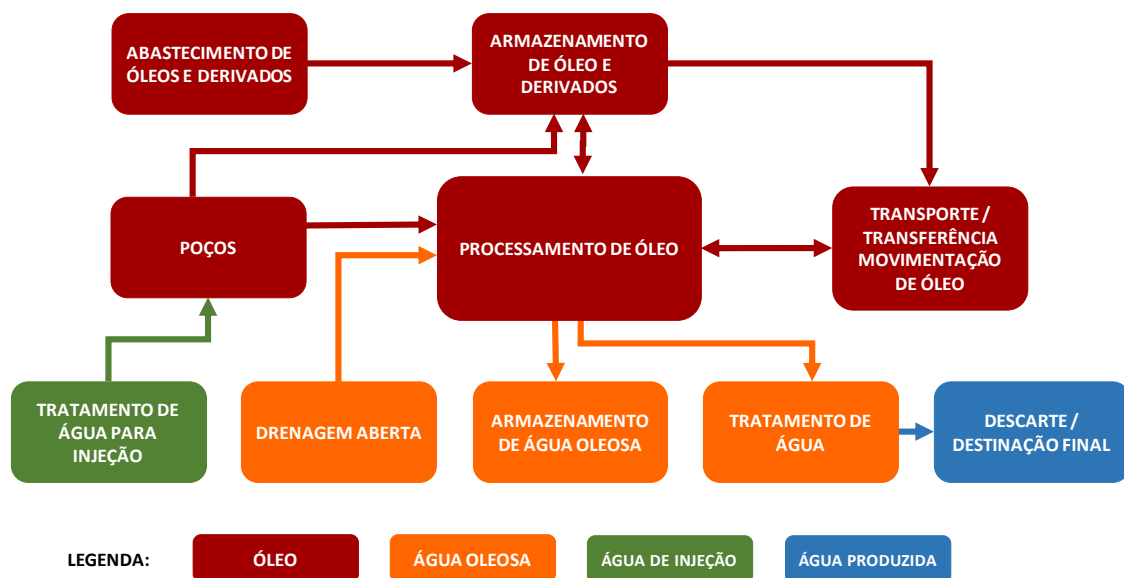 ABASTECIMENTO DE
ÓLEOS E DERIVADOS
ARMAZENAMENTO
DE ÓLEO E
DERIVADOS
POÇOS
PROCESSAMENTO DE ÓLEO
TRANSPORTE /
TRANSFERÊNCIA
MOVIMENTAÇÃO
DE ÓLEO
TRATAMENTO DE
ÁGUA PARA
INJEÇÃO
DRENAGEM ABERTA
ARMAZENAMENTO
DE ÁGUA OLEOSA
TRATAMENTO DE
ÁGUA
DESCARTE /
DESTINAÇÃO FINAL
LEGENDA:
ÓLEO
ÁGUA OLEOSA
ÁGUA DE INJEÇÃO
ÁGUA PRODUZIDA